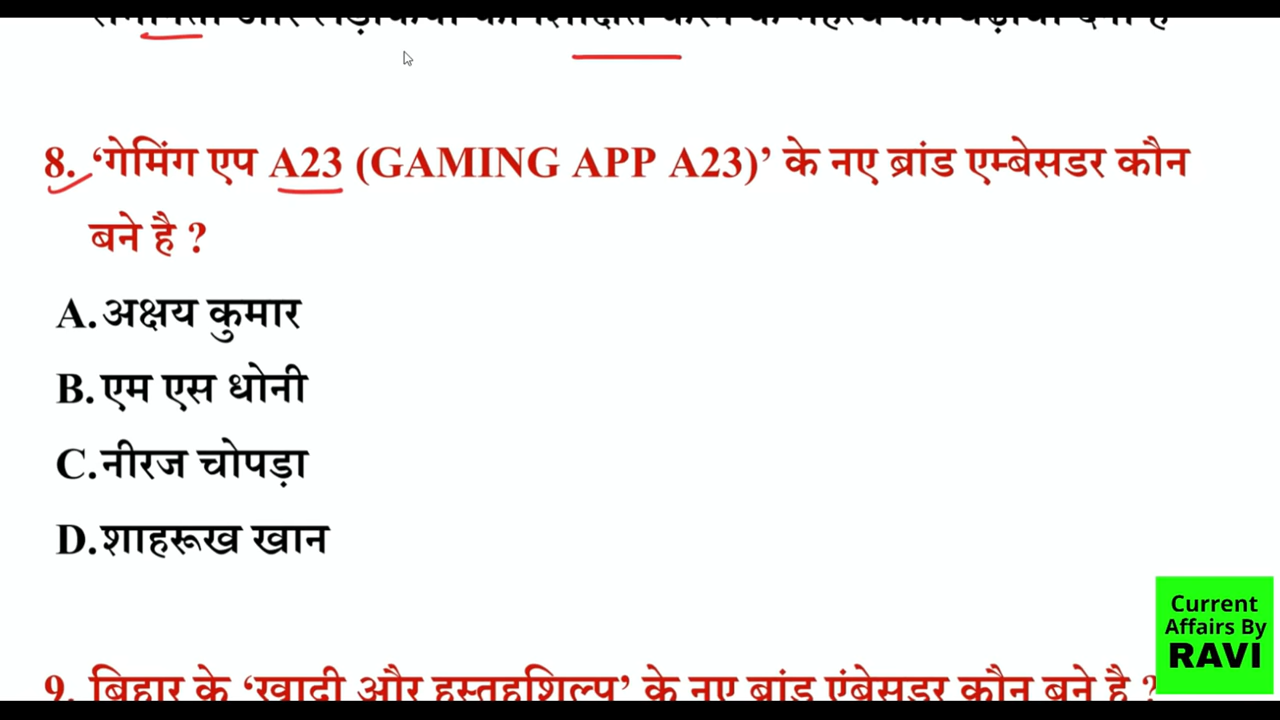 8. ‘गेमिंग एप A23 (GAMING APP A23)’ के नए ब्रांड एम्बेसडर कौन
बने है ?
A.अक्षय कुमार
B.एम एस धोनी
C.नीरज चोपड़ा
D.शाहरूख खान
Current
Affairs By
RAVI
9. बिहार के ‘खादी और हस्तहशिल्प’ के नए ब्रांड एंबेसडर कौन बने है ?